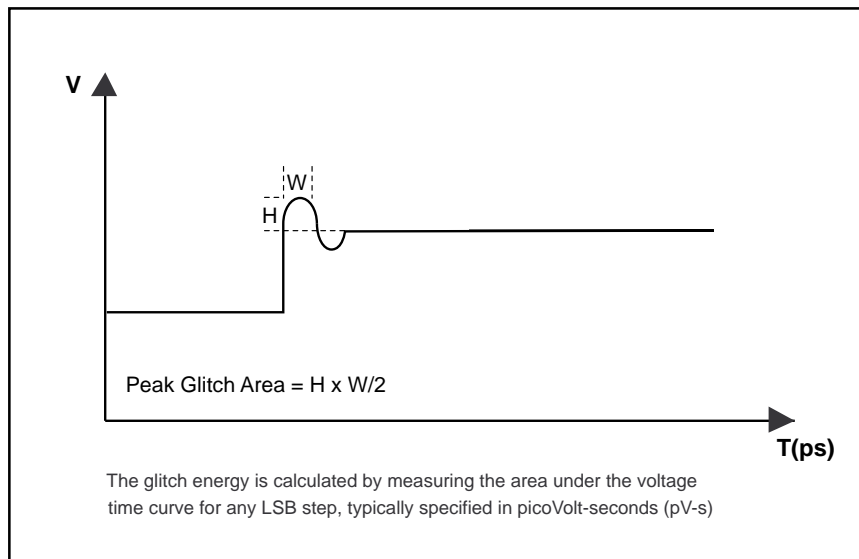 V
W
H
Peak Glitch Area = H x W/2
T(ps)
The glitch energy is calculated by measuring the area under the voltage
time curve for any LSB step, typically specified in picoVolt-seconds (pV-s)